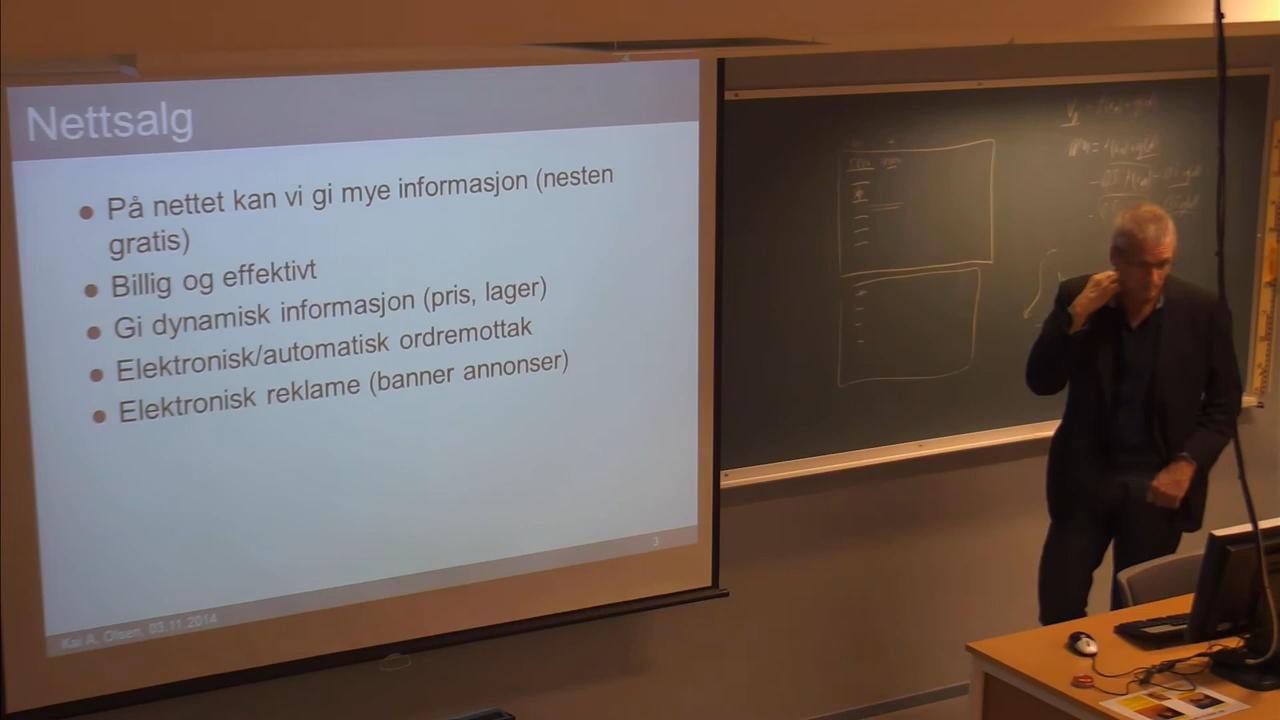 Nettsalg
På nettet kan vi gi mye informasjon (nesten
gratis)
Billig og effektivt
Gi dynamisk informasjon (pris, lager)
Elektronisk/automatisk ordremottak
Elektronisk reklame (banner annonser)
3
Kai A. Olsen, 03.11.2014